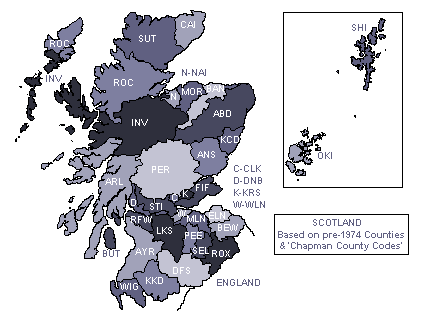 SHI
CAI
ROC
SUT
INV
ROC
N-NAI
N
MOR
BAN
INV
ABD
KCD
OKI
ANS
PER
C-CLK
D-DNB
K-KRS
W-WLN
ARL
FIF
K
C
D
STI
RFW
W
MLN
ELN
BEW
LKS
PEE
SEL
ROX
BUT
AYR
DFS
KKD
WIG
ENGLAND
SCOTLAND
Based on pre-1974 Counties
& 'Chapman County Codes'